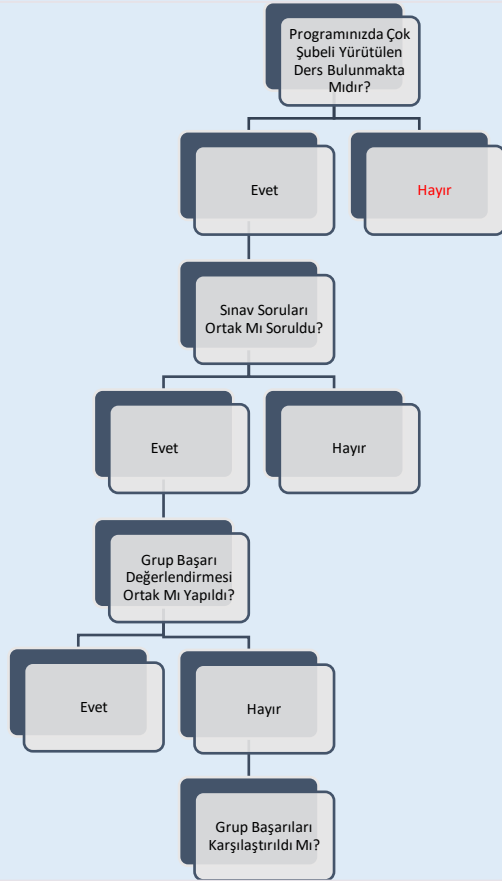 Programınızda Çok
Şubeli Yürütülen
Ders Bulunmakta
Mıdır?
Evet
Hayır
Sınav Soruları
Ortak Mı Soruldu?
Evet
Hayır
Grup Başarı
Değerlendirmesi
Ortak Mı Yapıldı?
Evet
Hayır
Grup Başarıları
Karşılaştırıldı Mı?